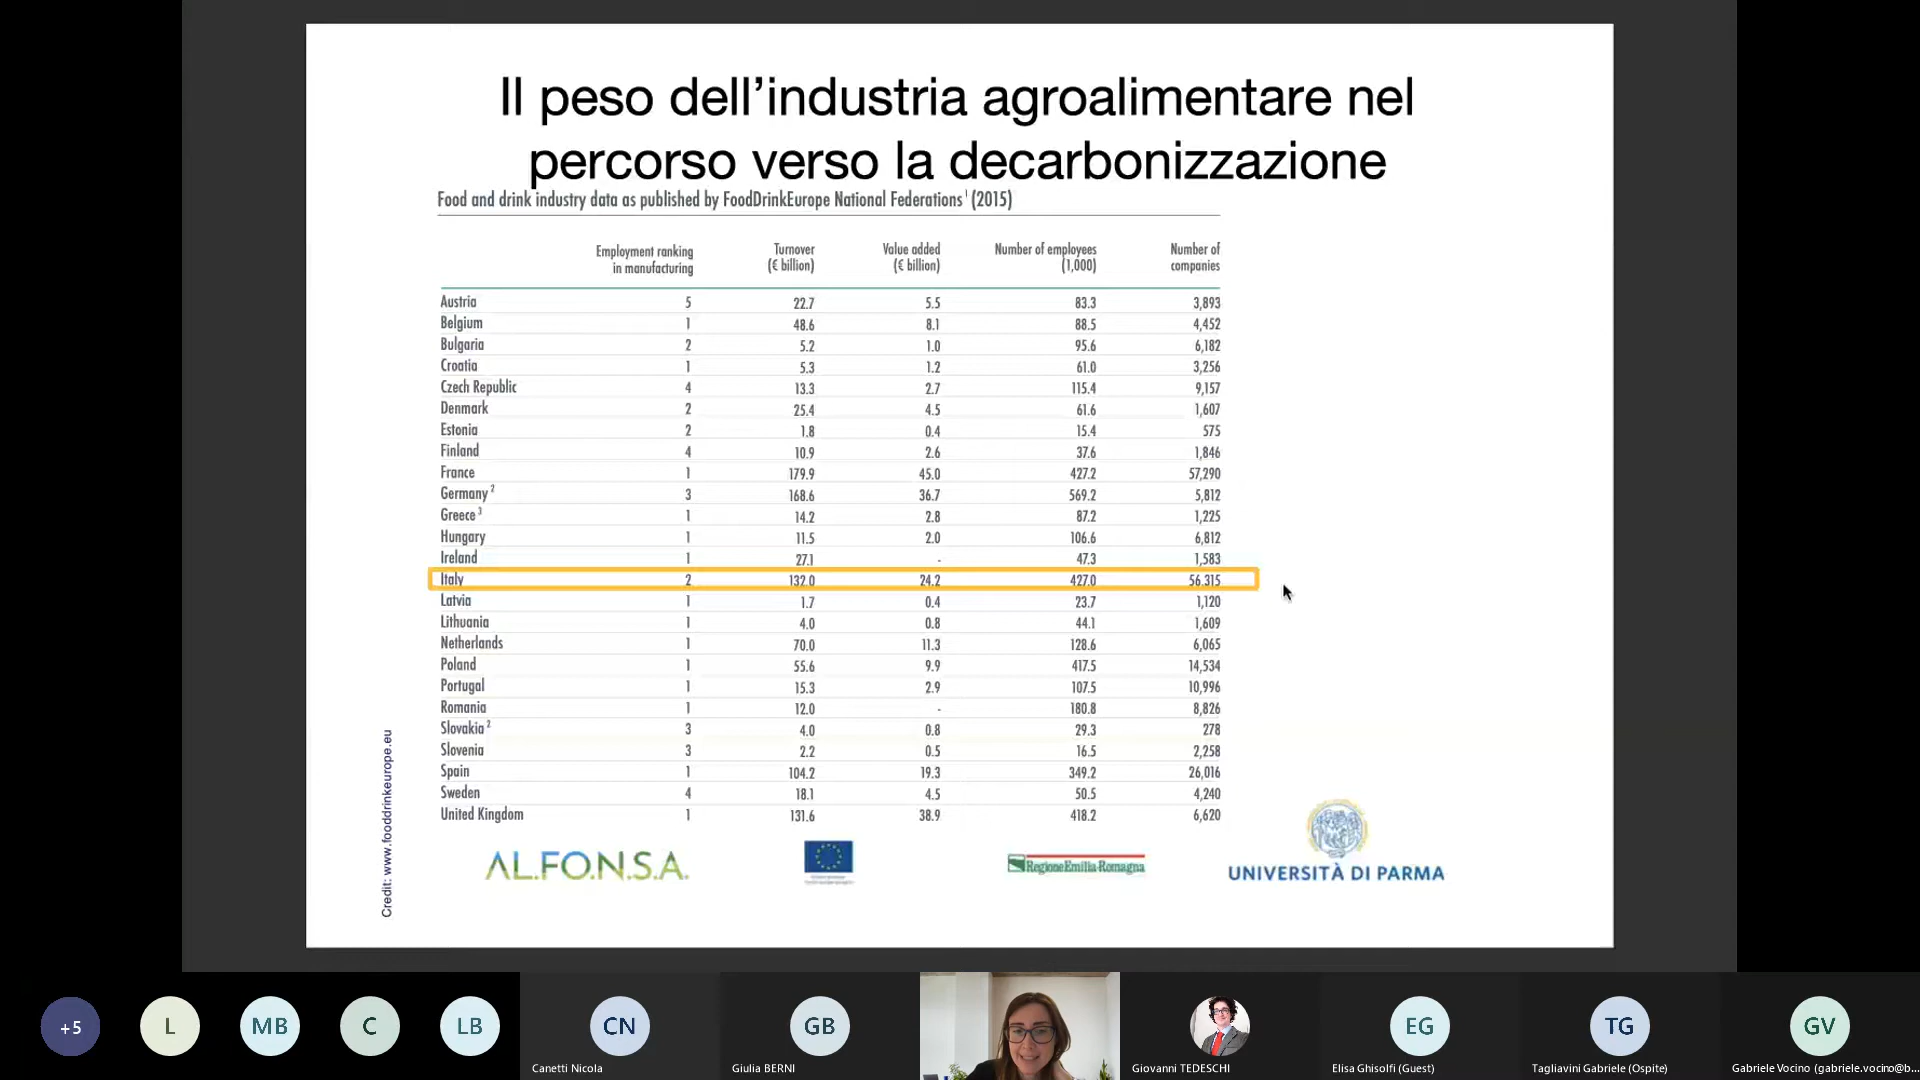 Il peso dell’industria agroalimentare nel
percorso verso la decarbonizzazione
Food and drink industry data as published by FoodDrinkEurope National Federations 1 (2015)
Employment ranking in manufacturing Turnover (€ billion) Value added (€ billion) Number of employees (1,000) Number of companies
Austria 5 22.7 5.5 83.3 3,893
Belgium 1 48.6 8.1 88.5 4,452
Bulgaria 2 5.2 1.0 95.6 6,182
Croatia 1 5.3 1.2 61.0 3,256
Czech Republic 4 13.3 2.7 115.4 9,157
Denmark 2 25.4 4.5 61.6 1,607
Estonia 2 1.8 0.4 15.4 575
Finland 4 10.9 2.6 37.6 1,846
France 1 179.9 45.0 427.2 57,290
Germany 2 3 168.6 36.7 569.2 5,812
Greece 3 1 14.2 2.8 87.2 1,225
Hungary 1 11.5 2.0 106.6 6,812
Ireland 1 27.1 - 47.3 1,583
Italy 2 132.0 24.2 427.0 56,315
Latvia 1 1.7 0.4 23.7 1,120
Lithuania 1 4.0 0.8 44.1 1,609
Netherlands 1 70.0 11.3 128.6 6,065
Poland 1 55.6 9.9 417.5 14,534
Portugal 1 15.3 2.9 107.5 10,996
Romania 1 12.0 - 180.8 8,826
Slovakia 2 3 4.0 0.8 29.3 278
Slovenia 3 2.2 0.5 16.5 2,258
Spain 1 104.2 19.3 349.2 26,016
Sweden 4 18.1 4.5 50.5 4,240
United Kingdom 1 131.6 38.9 418.2 6,620
Credit: www.fooddrinkeurope.eu
AL.FO.N.S.A.
RegioneEmilia-Romagna
UNIVERSITÀ DI PARMA
+5
L
MB
C
LB
CN
GB
EG
TG
GV
Canetti Nicola
Giulia BERNI
Giovanni TEDESCHI
Elisa Ghisolfi (Guest)
Tagliavini Gabriele (Ospite)
Gabriele Vocino (gabriele.vocino@b...